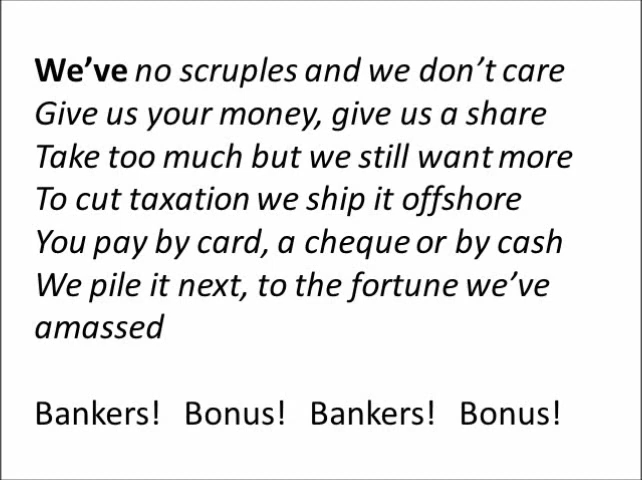 We’ve no scruples and we don’t care
Give us your money, give us a share
Take too much but we still want more
To cut taxation we ship it offshore
You pay by card, a cheque or by cash
We pile it next, to the fortune we’ve
amassed
Bankers!  Bonus!  Bankers!  Bonus!